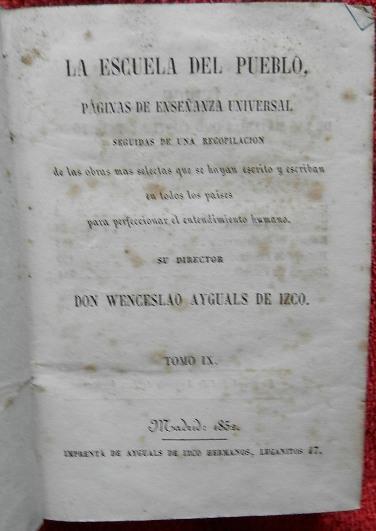 LA ESCUELA DEL PUEBLO,
PÁGINAS DE ENSEÑANZA UNIVERSAL
SEGUIDAS DE UNA RECOPILACION
de las obras mas selectas que se hayan escrito y escriban
en todos los paises
para perfeccionar el entendimiento humano.
SU DIRECTOR
DON WENCESLAO AYGUALS DE IZCO.
TOMO IX.
Madrid: 1852.
IMPRENTA DE AYGUALS DE IZCO HERMANOS, LEGANITOS 47.